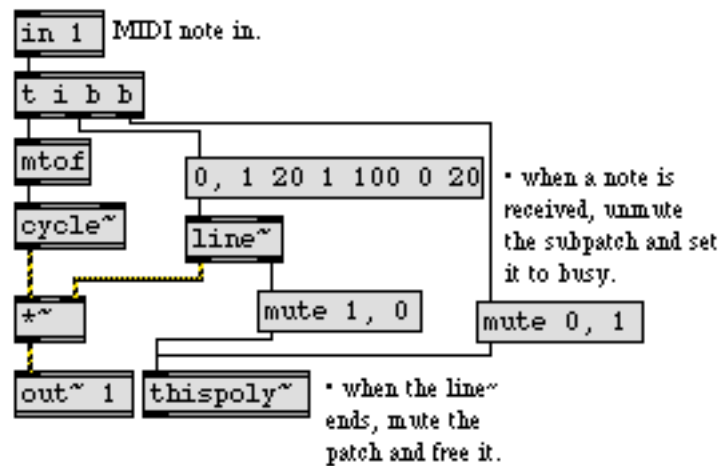 in 1 MIDI note in.
t i b b
mtof
0, 1 20 1 100 0 20
cycle~
line~
• when a note is
received, unmute
the subpatch and set
it to busy.
*~
mute 1, 0
mute 0, 1
out~ 1
thispoly~
• when the line~
ends, mute the
patch and free it.